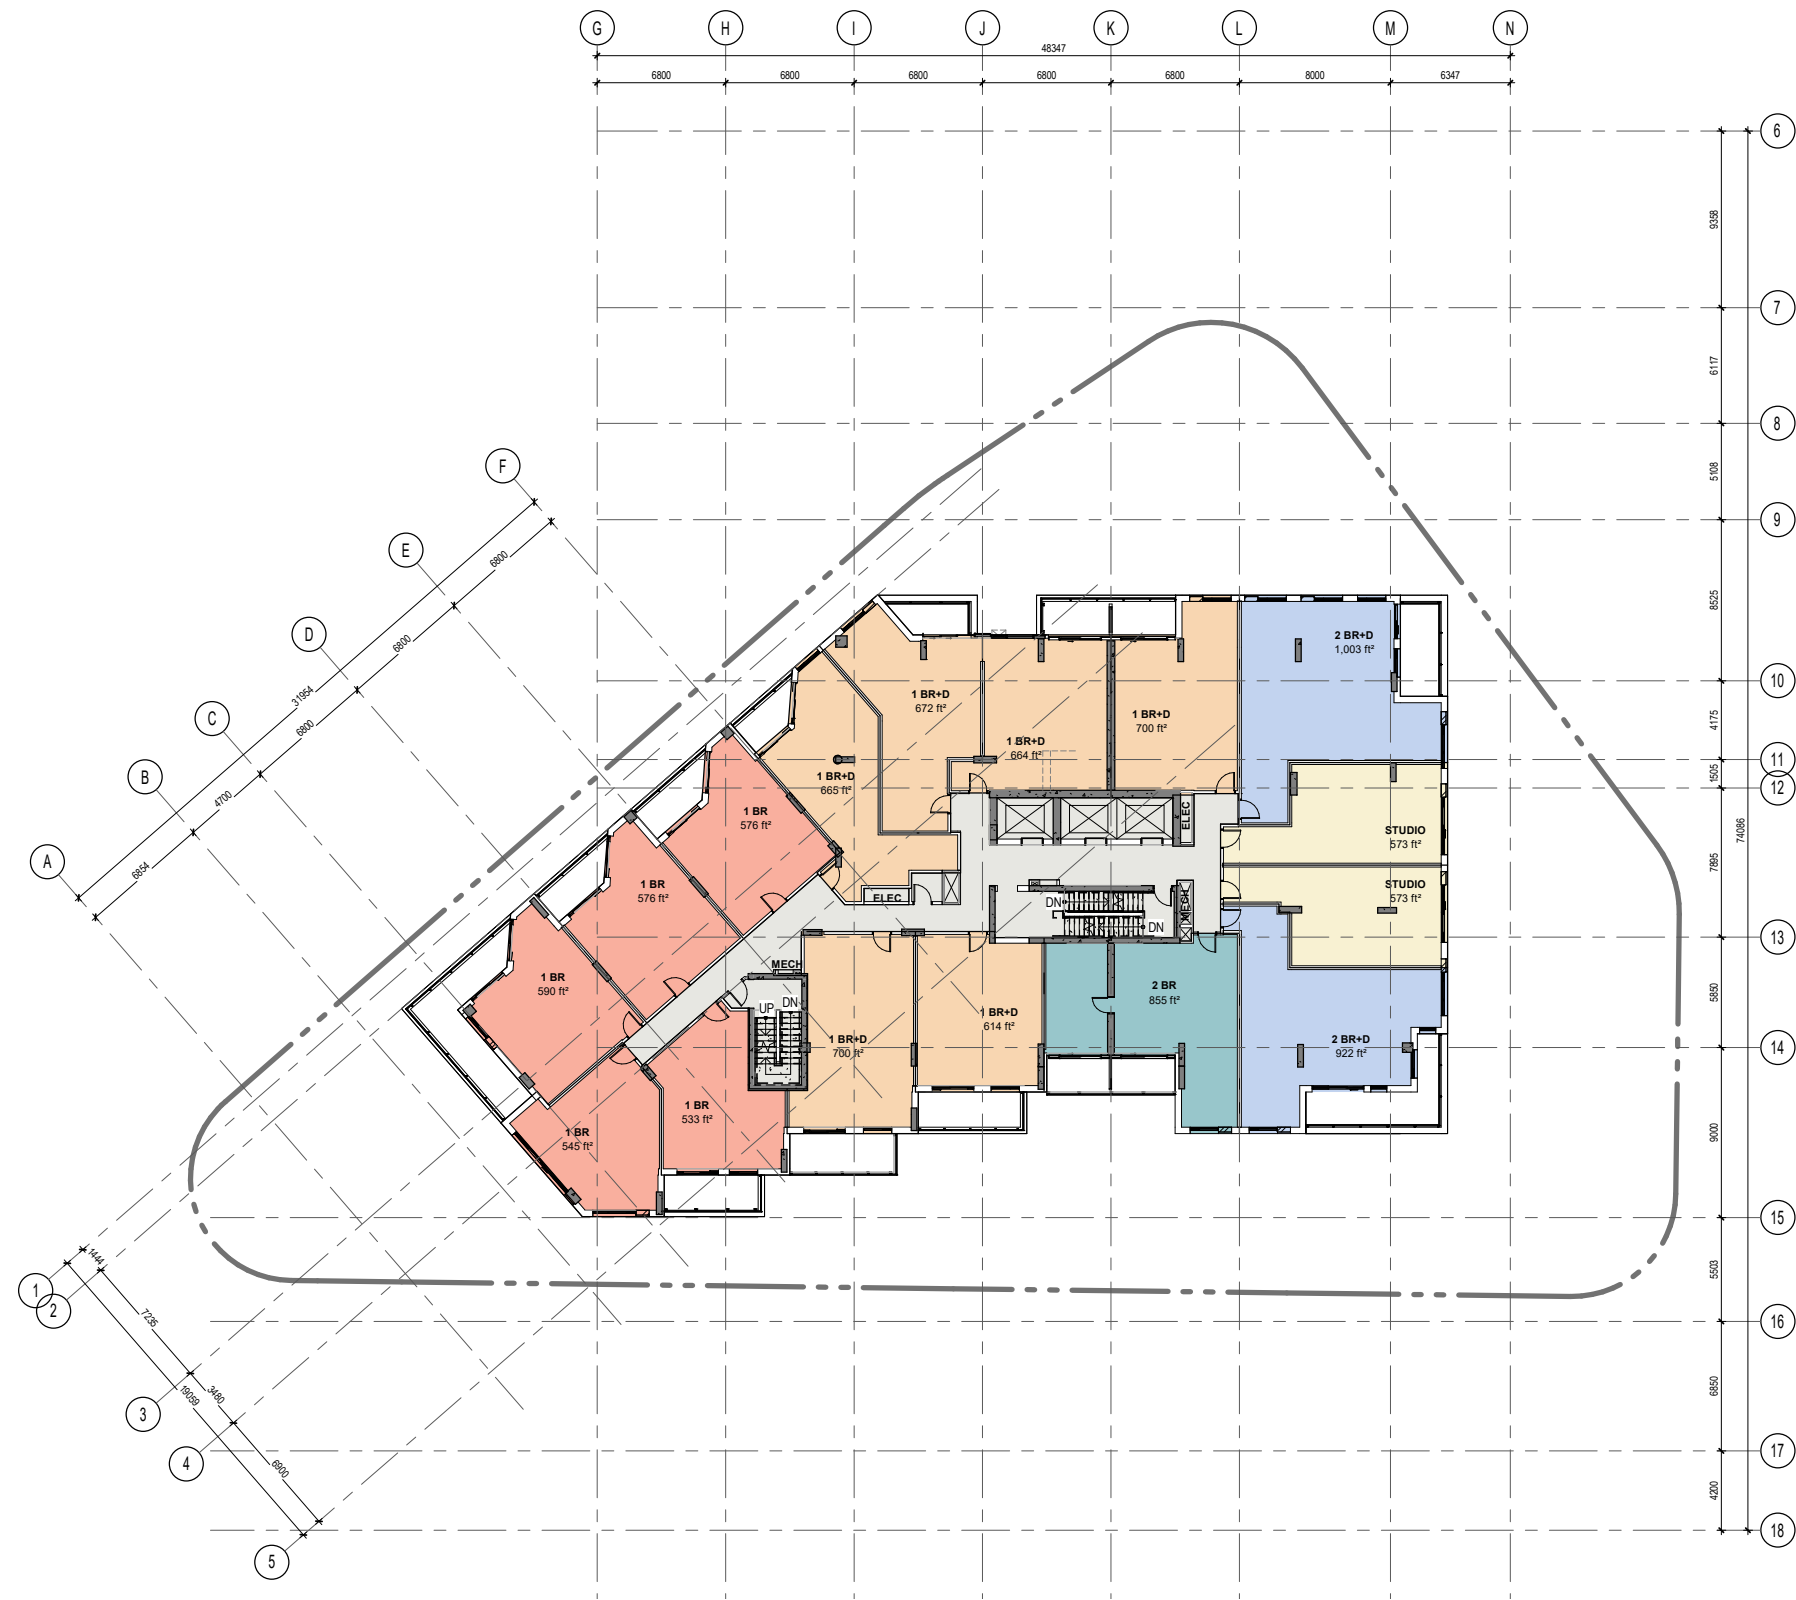 G
H
I
J
K
L
M
N
48347
6800
6800
6800
6800
6800
8000
6347
6
7
8
9
10
11
12
13
14
15
16
17
18
9358
6117
5108
8525
4175
1505
7895
5850
9000
5503
6850
4200
74086
F
E
D
C
B
A
6800
6800
6800
4700
6854
31954
1
2
3
4
5
1444
7235
3480
6900
19059
2 BR+D
1,003 ft²
1 BR+D
672 ft²
1 BR+D
700 ft²
1 BR+D
664 ft²
1 BR+D
665 ft²
1 BR
576 ft²
ELEC
STUDIO
573 ft²
1 BR
576 ft²
STUDIO
573 ft²
ELEC
MECH
DN
DN
MECH
1 BR
590 ft²
2 BR
855 ft²
UP
DN
1 BR+D
614 ft²
1 BR+D
700 ft²
2 BR+D
922 ft²
1 BR
533 ft²
1 BR
545 ft²